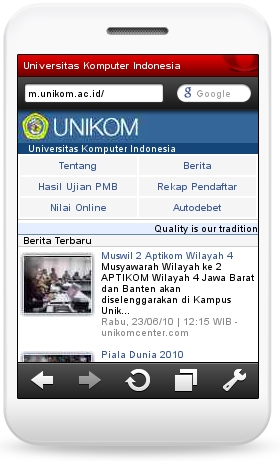 Universitas Komputer Indonesia
m.unikom.ac.id/
g Google
UNIKOM
Universitas Komputer Indonesia
Tentang Berita
Hasil Ujian PMB Rekap Pendaftar
Nilai Online Autodebet
Quality is our tradition
Berita Terbaru
Muswil 2 Aptikom Wilayah 4
Musyawarah Wilayah ke 2
APTIKOM Wilayah 4 Jawa Barat
dan Banten akan
diselenggarakan di Kampus
Unik...
Rabu, 23/06/10 | 12:15 WIB -
unikomcenter.com
Piala Dunia 2010